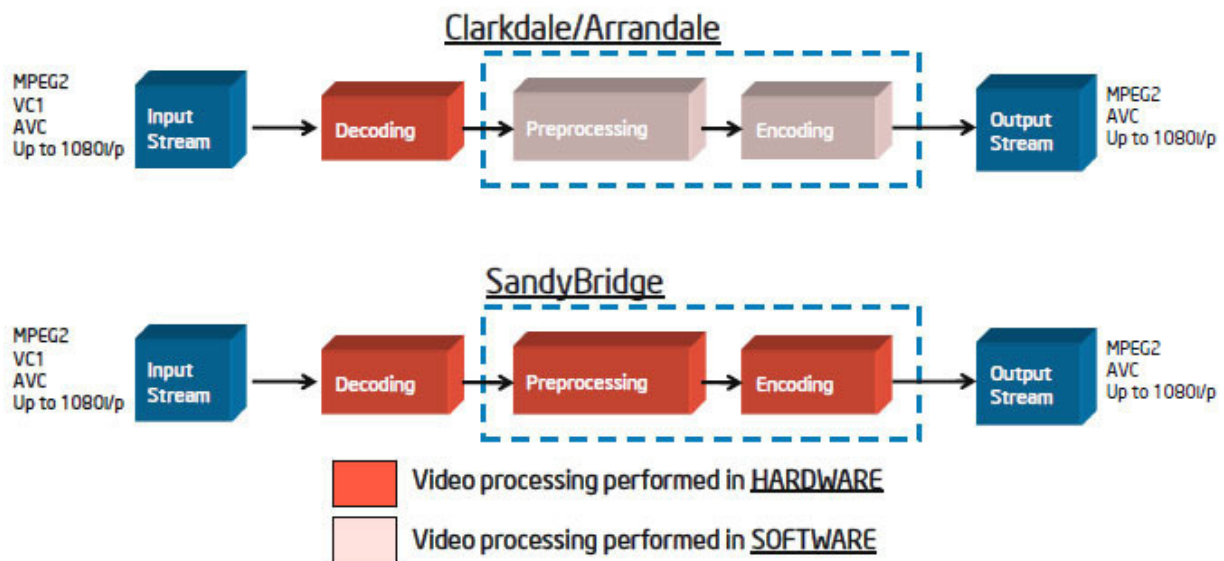 Clarkdale/Arrandale
MPEG2
VC1
AVC
Up to 1080i/p
Input
Stream
Decoding
Preprocessing
Encoding
Output
Stream
MPEG2
AVC
Up to 1080i/p
SandyBridge
MPEG2
VC1
AVC
Up to 1080i/p
Input
Stream
Decoding
Preprocessing
Encoding
Output
Stream
MPEG2
AVC
Up to 1080i/p
Video processing performed in HARDWARE
Video processing performed in SOFTWARE